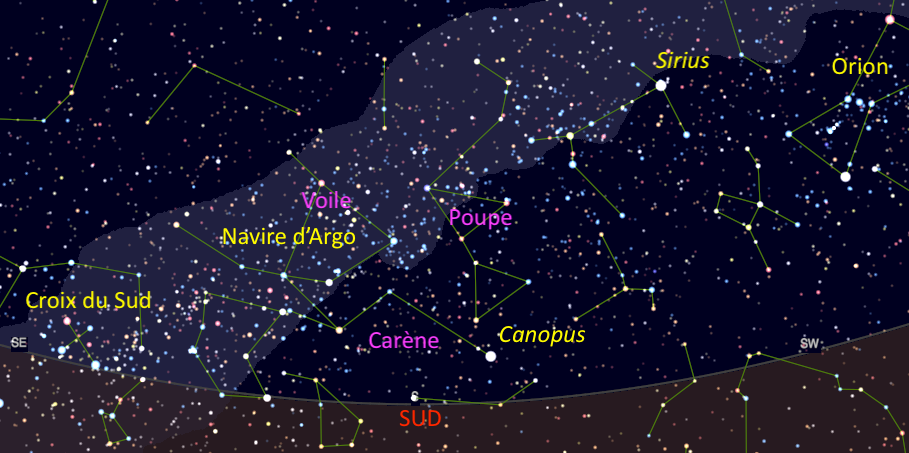 Sirius
Orion
Voile
Poupe
Navire d'Argo
Croix du Sud
Canopus
Carène
SE
SW
S
SUD